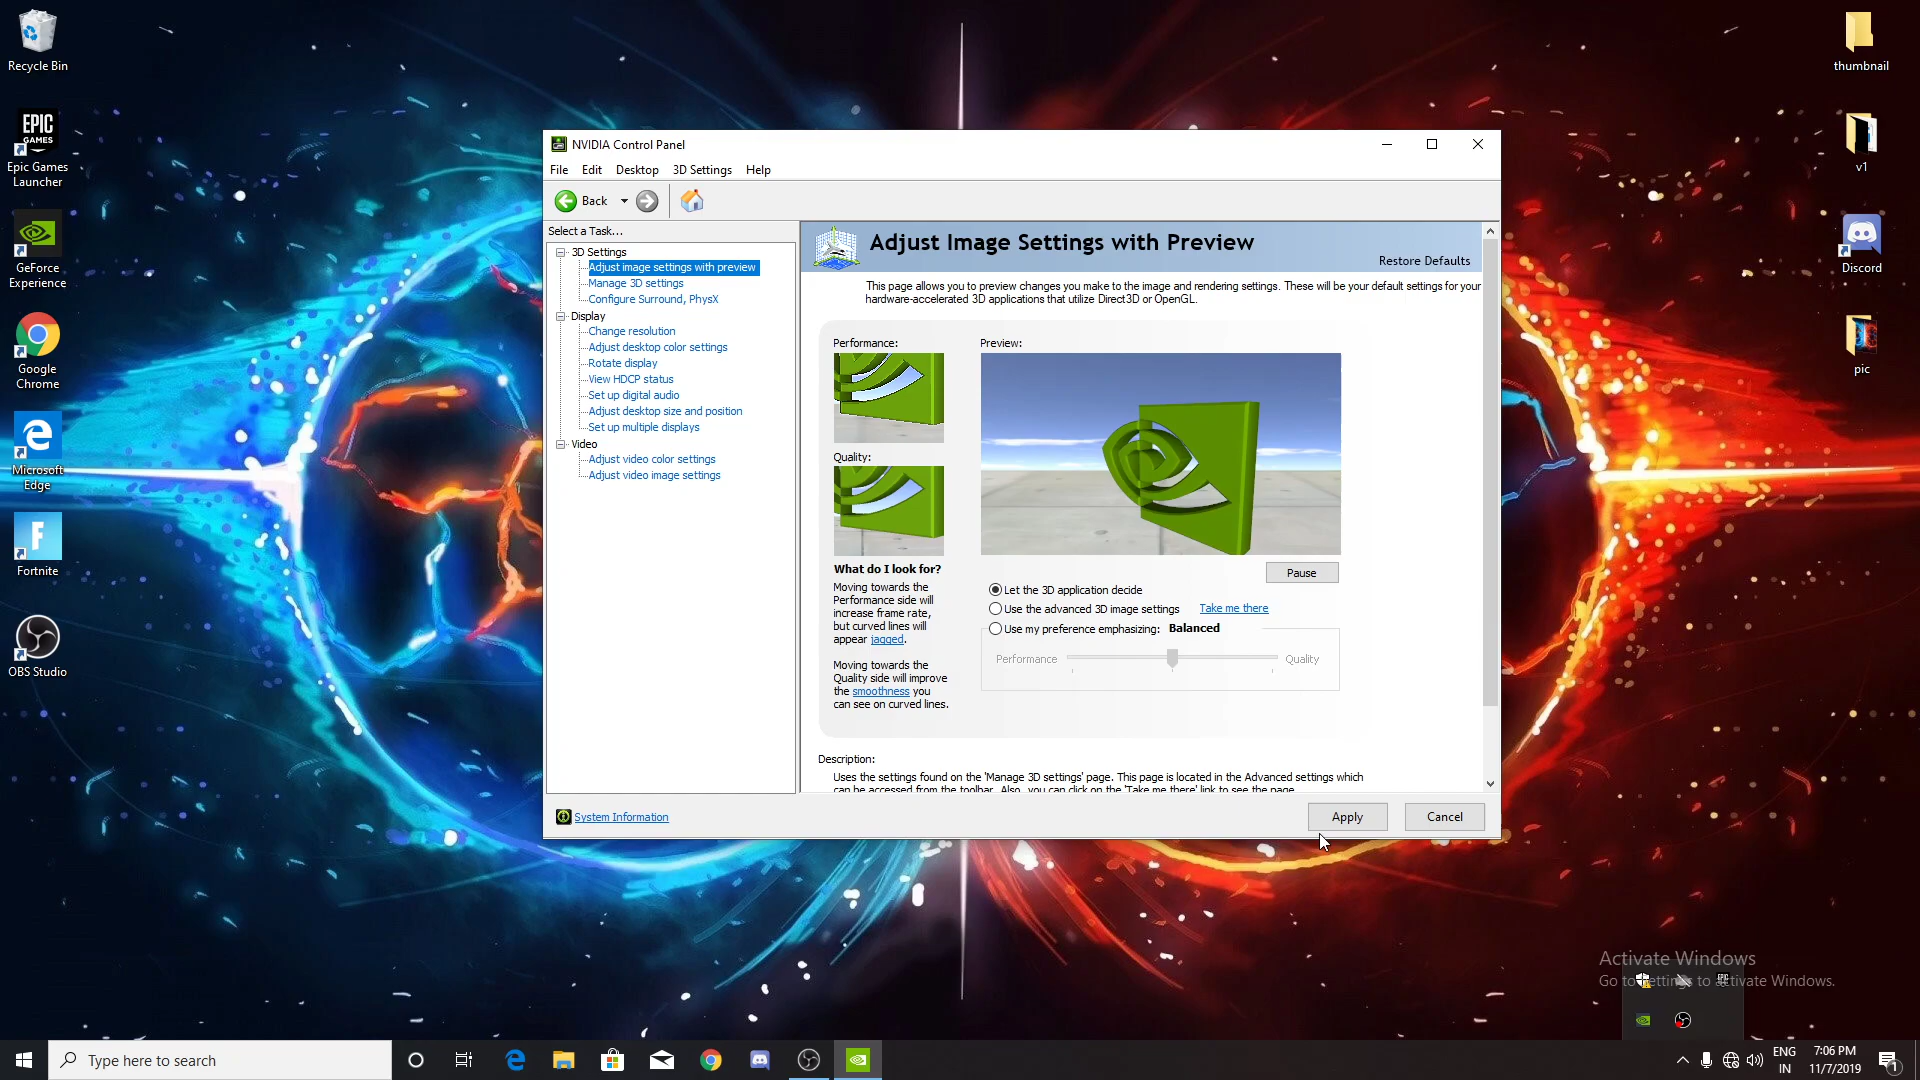 Recycle Bin
EPIC
GAMES
Epic Games
Launcher
GeForce
Experience
Google
Chrome
Microsoft
Edge
Fortnite
OBS Studio
thumbnail
v1
Discord
pic
NVIDIA Control Panel
File Edit Desktop 3D Settings Help
Back
Select a Task...
3D Settings
Adjust image settings with preview
Manage 3D settings
Configure Surround, PhysX
Display
Change resolution
Adjust desktop color settings
Rotate display
View HDCP status
Set up digital audio
Adjust desktop size and position
Set up multiple displays
Video
Adjust video color settings
Adjust video image settings
System Information
Adjust Image Settings with Preview
Restore Defaults
This page allows you to preview changes you make to the image and rendering settings. These will be your default settings for your
hardware-accelerated 3D applications that utilize Direct3D or OpenGL.
Performance:
Quality:
What do I look for?
Moving towards the
Performance side will
increase frame rate,
but curved lines will
appear jagged.
Moving towards the
Quality side will improve
the smoothness you
can see on curved lines.
Preview:
Pause
Let the 3D application decide
Use the advanced 3D image settings Take me there
Use my preference emphasizing: Balanced
Performance Quality
Description:
Uses the settings found on the 'Manage 3D settings' page. This page is located in the Advanced settings which
can be accessed from the toolbar. Also, you can click on the 'Take me there' link to see the page.
Apply Cancel
Activate Windows
Go to Settings to activate Windows.
Type here to search
ENG
IN
7:06 PM
11/7/2019
1